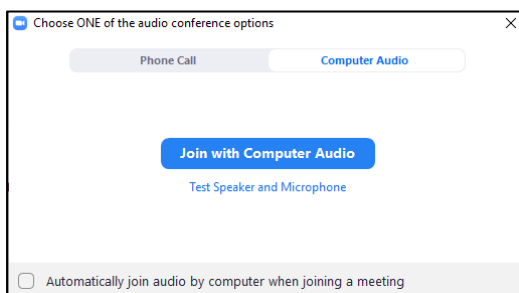 Choose ONE of the audio conference options
Phone Call
Computer Audio
Join with Computer Audio
Test Speaker and Microphone
Automatically join audio by computer when joining a meeting